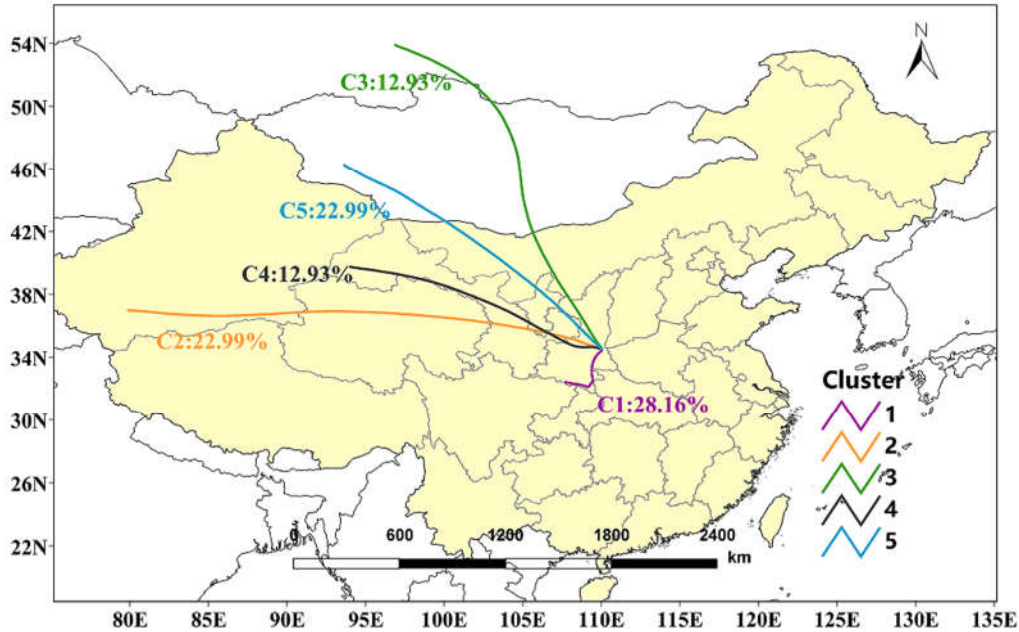 54N
50N
46N
42N
38N
34N
30N
26N
22N
N
C3:12.93%
C5:22.99%
C4:12.93%
C2:22.99%
C1:28.16%
Cluster
1
2
3
4
5
0 600 1200 1800 2400
km
80E 85E 90E 95E 100E 105E 110E 115E 120E 125E 130E 135E